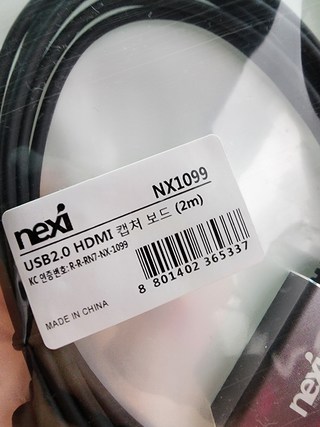 nexi
NX1099
USB2.0 HDMI 캡처 보드 (2m)
KC 인증번호: R-R-RN7-NX-1099
8 801402 365337
MADE IN CHINA
nexi